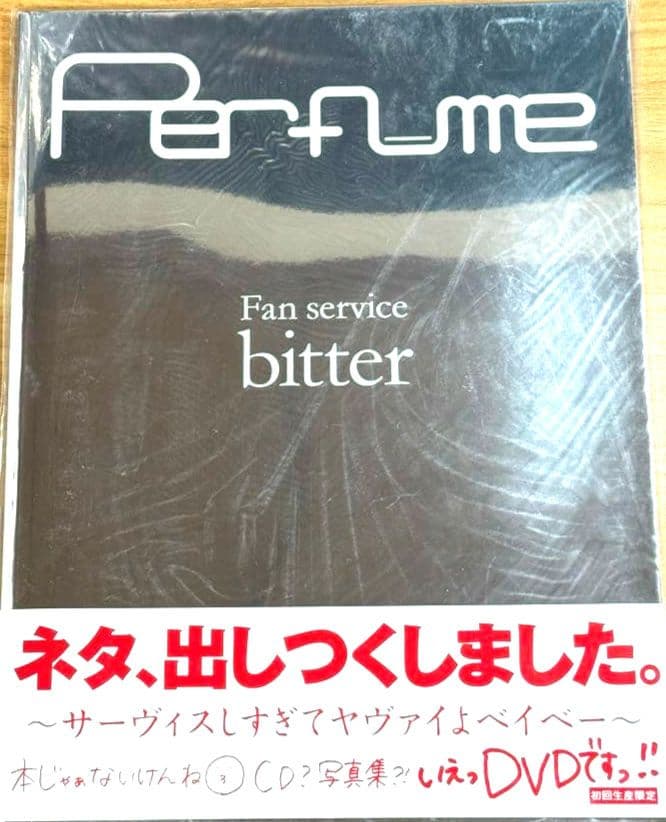 Perfume
Fan service
bitter
ネタ、出しつくしました。
～サーヴィスしすぎてヤヴァイよベイベー～
本じゃぁないけんね③ CD?写真集?! いえっDVDですっ!!
初回生産限定